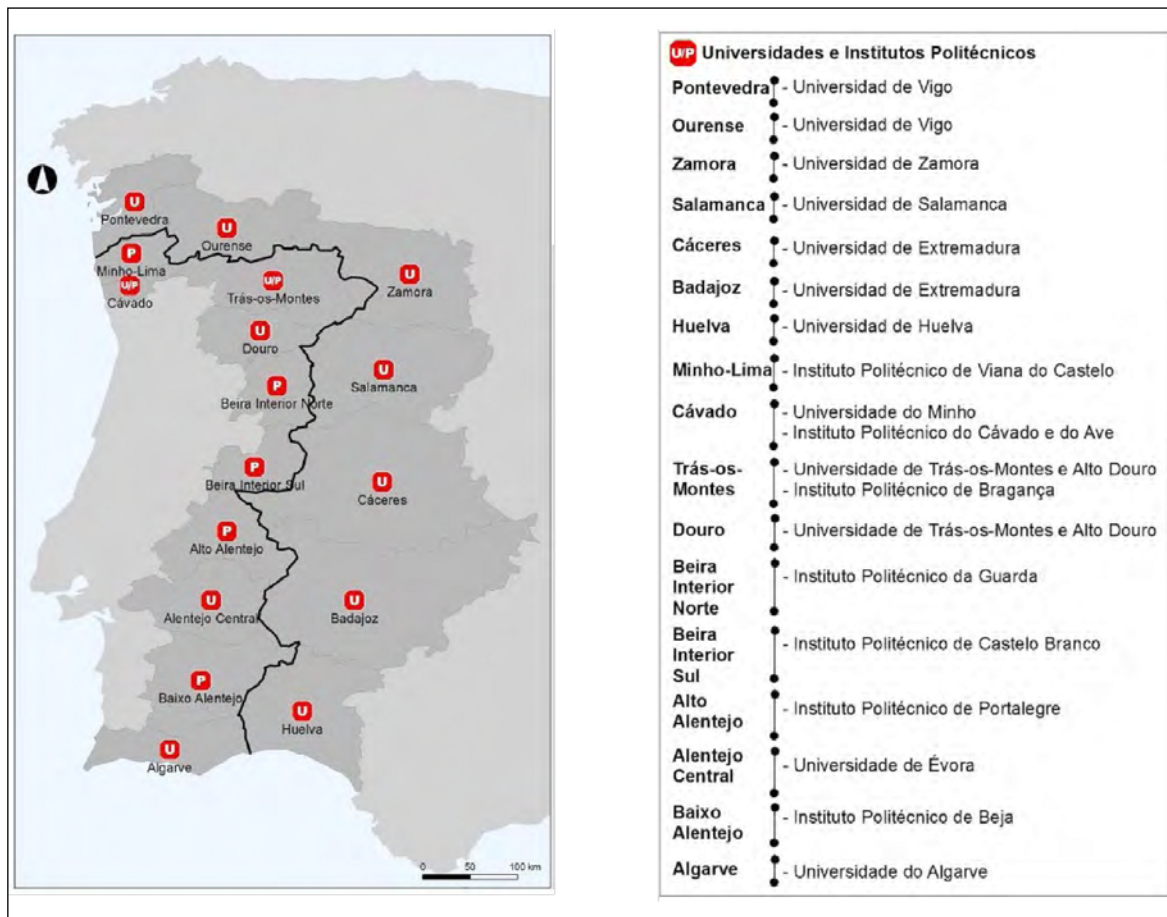 U
Pontevedra
U
Ourense
P
Minho-Lima
U/P
Cávado
U/P
Trás-os-Montes
U
Zamora
U
Douro
U
Salamanca
P
Beira Interior Norte
P
Beira Interior Sul
U
Cáceres
P
Alto Alentejo
U
Alentejo Central
U
Badajoz
P
Baixo Alentejo
U
Huelva
U
Algarve
0 50 100 km
U/P Universidades e Institutos Politécnicos
Pontevedra - Universidad de Vigo
Ourense - Universidad de Vigo
Zamora - Universidad de Zamora
Salamanca - Universidad de Salamanca
Cáceres - Universidad de Extremadura
Badajoz - Universidad de Extremadura
Huelva - Universidad de Huelva
Minho-Lima - Instituto Politécnico de Viana do Castelo
Cávado - Universidade do Minho
- Instituto Politécnico do Cávado e do Ave
Trás-os- - Universidade de Trás-os-Montes e Alto Douro
Montes - Instituto Politécnico de Bragança
Douro - Universidade de Trás-os-Montes e Alto Douro
Beira
Interior - Instituto Politécnico da Guarda
Norte
Beira
Interior - Instituto Politécnico de Castelo Branco
Sul
Alto
Alentejo - Instituto Politécnico de Portalegre
Alentejo
Central - Universidade de Évora
Baixo
Alentejo - Instituto Politécnico de Beja
Algarve - Universidade do Algarve